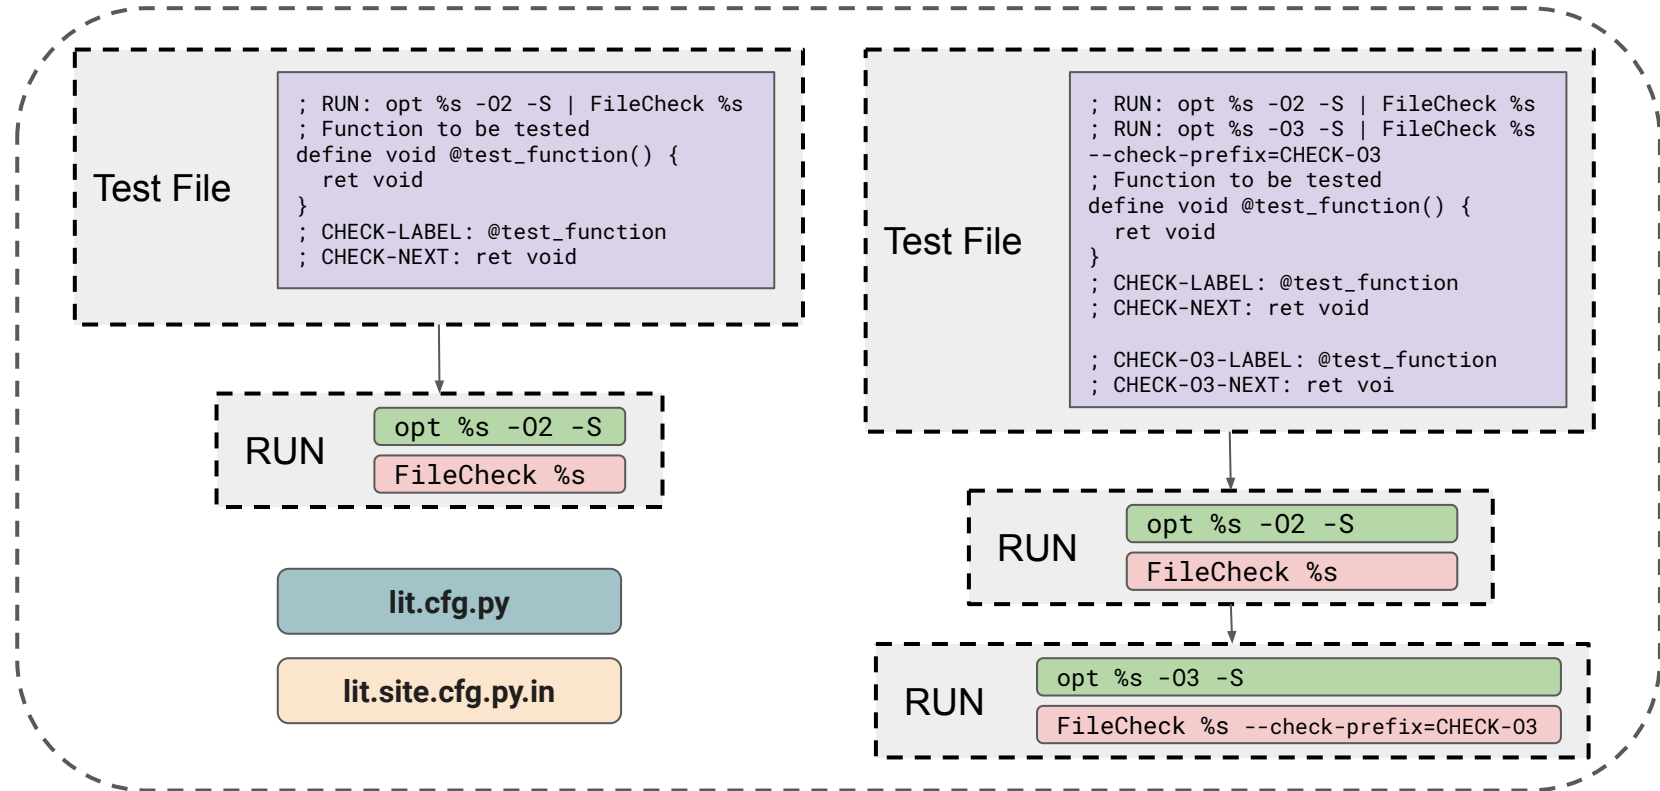 Test File
; RUN: opt %s -O2 -S | FileCheck %s
; Function to be tested
define void @test_function() {
  ret void
}
; CHECK-LABEL: @test_function
; CHECK-NEXT: ret void
RUN
opt %s -O2 -S
FileCheck %s
lit.cfg.py
lit.site.cfg.py.in
Test File
; RUN: opt %s -O2 -S | FileCheck %s
; RUN: opt %s -O3 -S | FileCheck %s
--check-prefix=CHECK-O3
; Function to be tested
define void @test_function() {
  ret void
}
; CHECK-LABEL: @test_function
; CHECK-NEXT: ret void
; CHECK-O3-LABEL: @test_function
; CHECK-O3-NEXT: ret voi
RUN
opt %s -O2 -S
FileCheck %s
RUN
opt %s -O3 -S
FileCheck %s --check-prefix=CHECK-O3